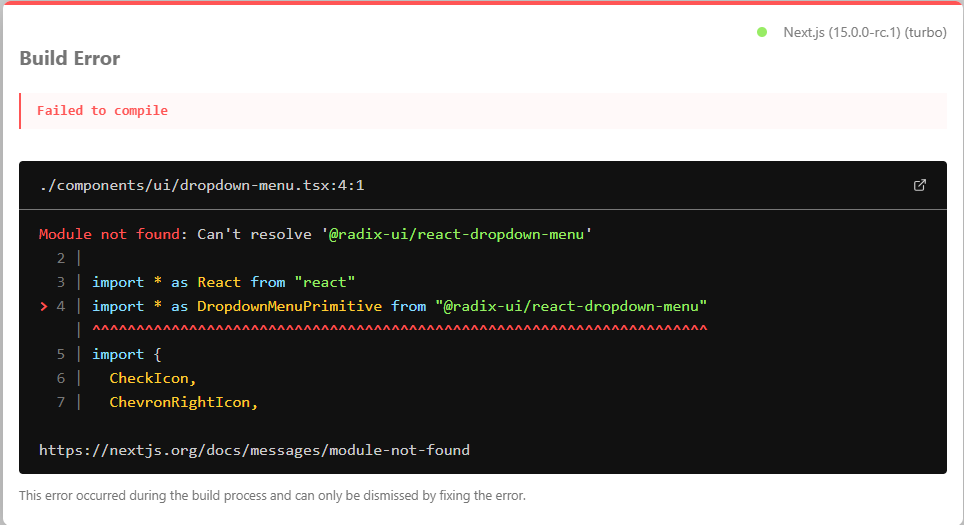 Next.js (15.0.0-rc.1) (turbo)
Build Error
Failed to compile
./components/ui/dropdown-menu.tsx:4:1
Module not found: Can't resolve '@radix-ui/react-dropdown-menu'
2 |
3 | import * as React from "react"
> 4 | import * as DropdownMenuPrimitive from "@radix-ui/react-dropdown-menu"
| ^^^^^^^^^^^^^^^^^^^^^^^^^^^^^^^^^^^^^^^^^^^^^^^^^^^^^^^^^^^^^^^^^^^^^^
5 | import {
6 |   CheckIcon,
7 |   ChevronRightIcon,
https://nextjs.org/docs/messages/module-not-found
This error occurred during the build process and can only be dismissed by fixing the error.